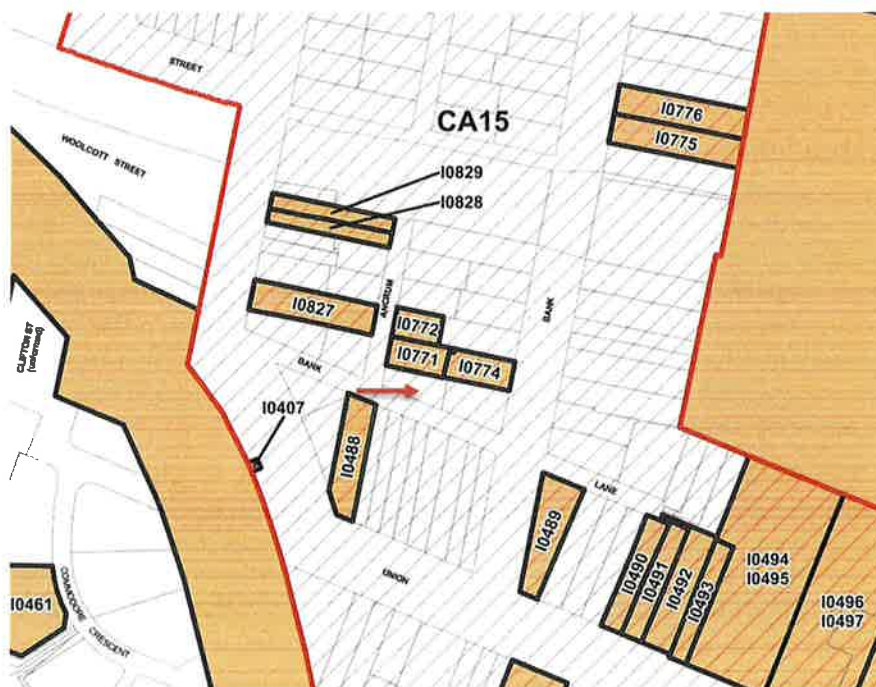 STREET
WOOLCOTT STREET
CA15
I0776
I0775
I0829
I0828
I0827
ANCRUM
I0772
I0771
I0774
BANK
BANK
CLIFTON ST
(unformed)
I0407
I0488
LANE
I0489
UNION
I0490
I0491
I0492
I0493
I0494
I0495
I0496
I0497
I0461
COMMODORE CRESCENT